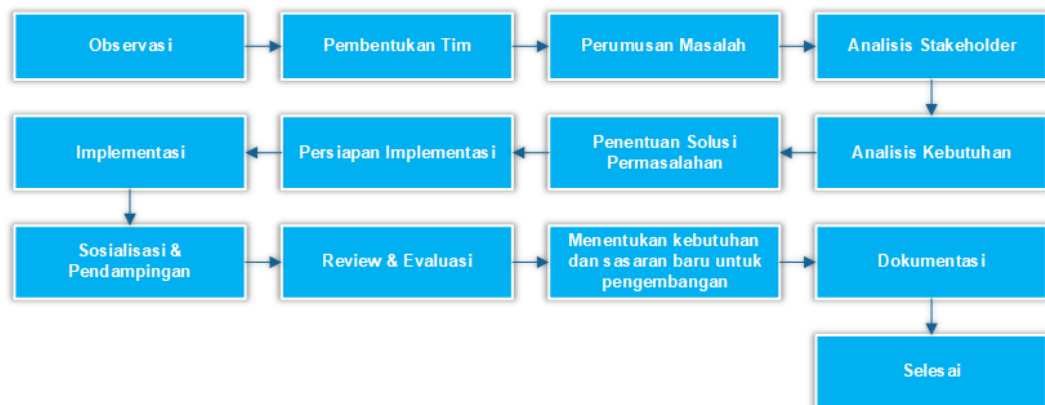 Observasi
Pembentukan Tim
Perumusan Masalah
Analisis Stakeholder
Analisis Kebutuhan
Penentuan Solusi
Permasalahan
Persiapan Implementasi
Implementasi
Sosialisasi &
Pendampingan
Review & Evaluasi
Menentukan kebutuhan
dan sasaran baru untuk
pengembangan
Dokumentasi
Selesai